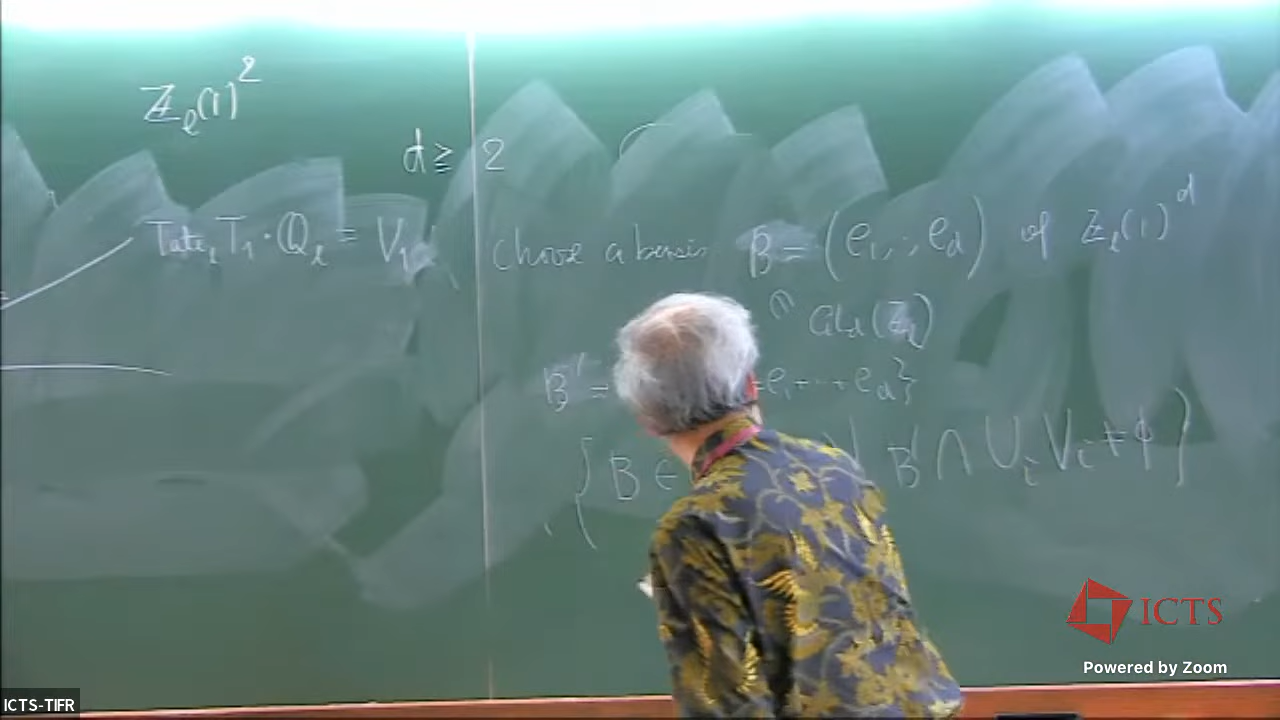 ℤ_ℓ(1)^2
d ≥ 2
Tate_ℓ T_1 · ℚ_ℓ = V_1
Choose a basis B = (e_1, .., e_d) of ℤ_ℓ(1)^d
∩ GL_d(ℤ_ℓ)
B' = e_1 + ... + e_d}
{ B ∈ | B' ∩ ∪_i V_i ≠ ϕ }
ICTS
Powered by Zoom
ICTS-TIFR